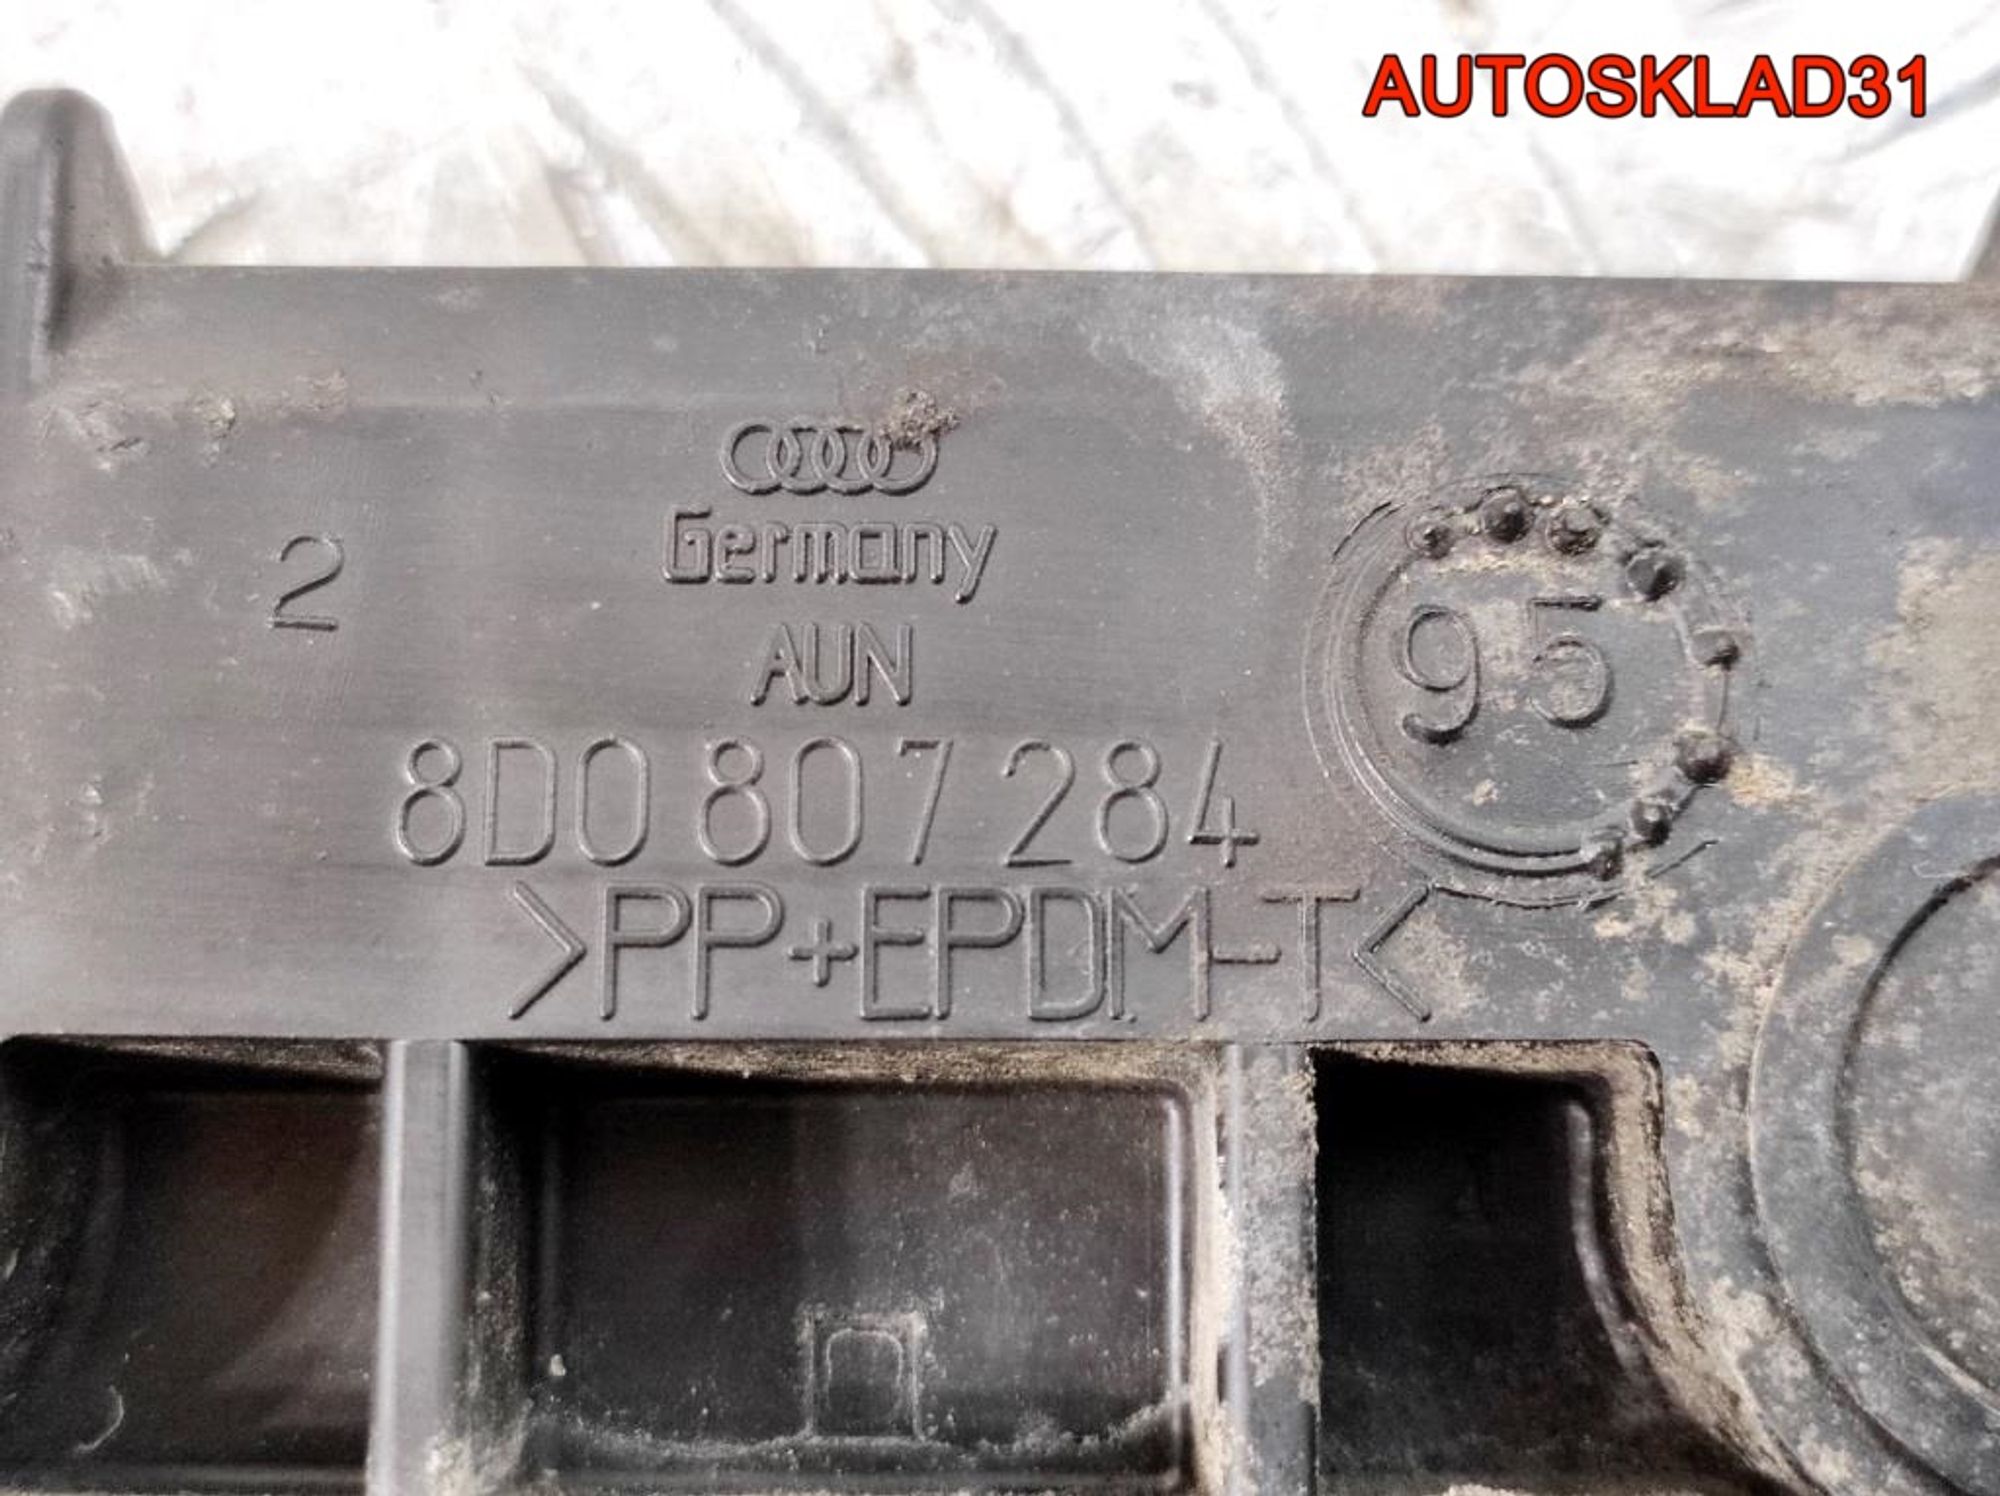 AUTOSKLAD31
2
Germany
AUN
95
8D0 807 284
>PP+EPDM-T<